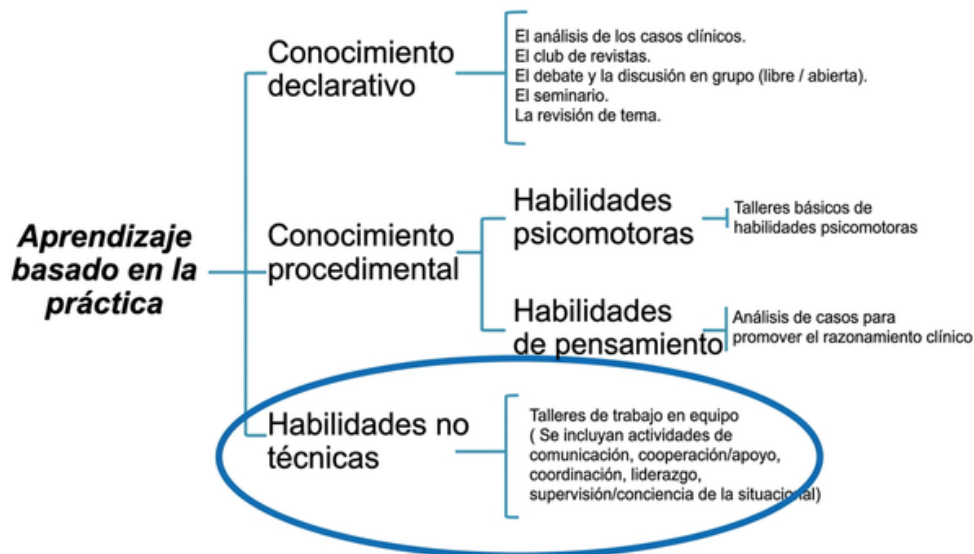 Conocimiento
declarativo
El análisis de los casos clínicos.
El club de revistas.
El debate y la discusión en grupo (libre / abierta).
El seminario.
La revisión de tema.
Aprendizaje
basado en la
práctica
Conocimiento
procedimental
Habilidades
psicomotoras
Talleres básicos de
habilidades psicomotoras
Habilidades
de pensamiento
Análisis de casos para
promover el razonamiento clínico
Habilidades no
técnicas
Talleres de trabajo en equipo
( Se incluyan actividades de
comunicación, cooperación/apoyo,
coordinación, liderazgo,
supervisión/conciencia de la situacional)